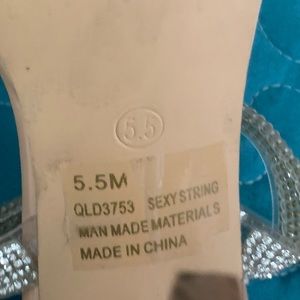 5.5
5.5M
QLD3753 SEXY STRING
MAN MADE MATERIALS
MADE IN CHINA